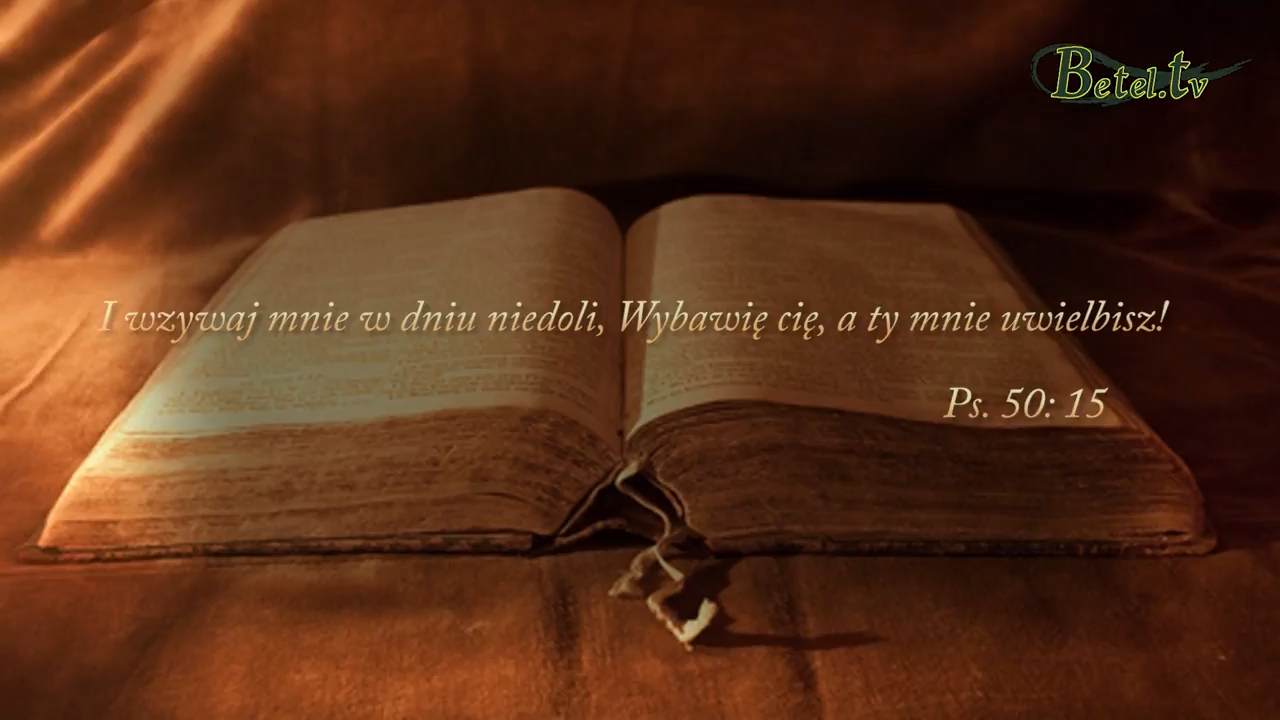 Betel.tv
I wzywaj mnie w dniu niedoli, Wybawię cię, a ty mnie uwielbisz!
Ps. 50: 15